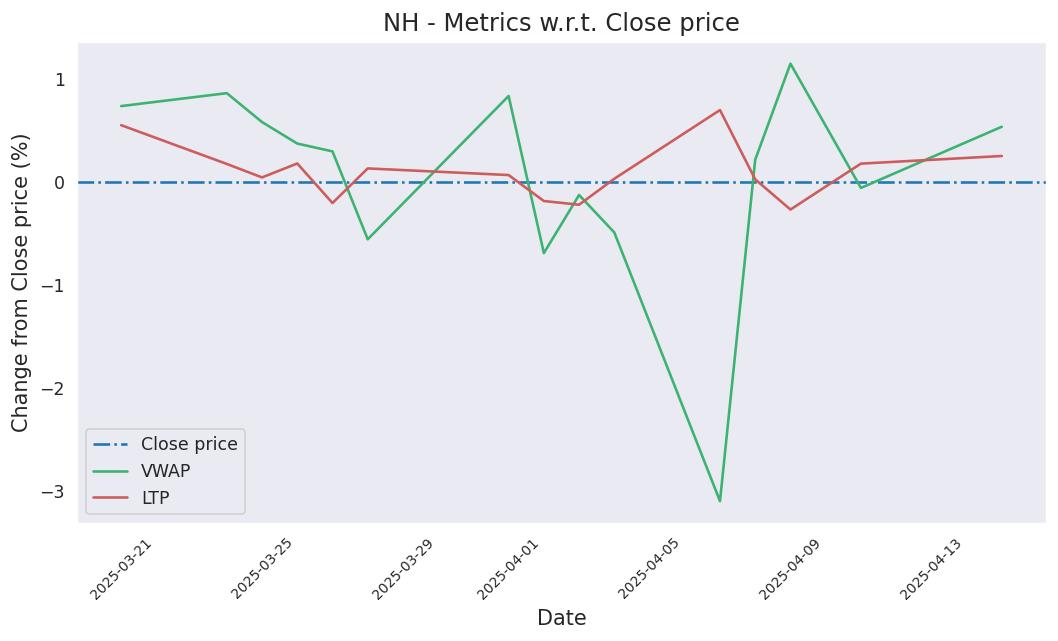 NH - Metrics w.r.t. Close price
Change from Close price (%)
1
0
−1
−2
−3
Close price
VWAP
LTP
2025-03-21
2025-03-25
2025-03-29
2025-04-01
2025-04-05
2025-04-09
2025-04-13
Date